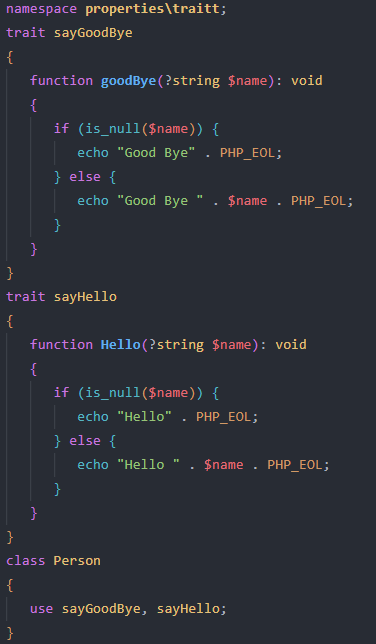 namespace properties\traitt;
trait sayGoodBye
{
function goodBye(?string $name): void
{
if (is_null($name)) {
echo "Good Bye" . PHP_EOL;
} else {
echo "Good Bye " . $name . PHP_EOL;
}
}
}
trait sayHello
{
function Hello(?string $name): void
{
if (is_null($name)) {
echo "Hello" . PHP_EOL;
} else {
echo "Hello " . $name . PHP_EOL;
}
}
}
class Person
{
use sayGoodBye, sayHello;
}